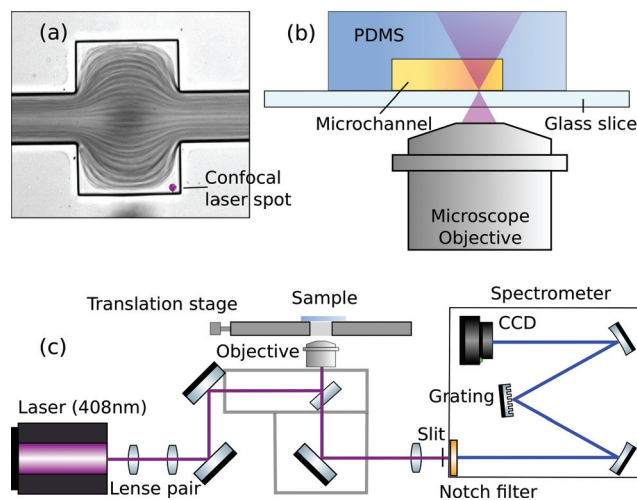 (a)
Confocal
laser spot
(b)
PDMS
Microchannel
Glass slice
Microscope
Objective
(c)
Translation stage
Sample
Objective
Laser (408nm)
Lense pair
Slit
Spectrometer
CCD
Grating
Notch filter